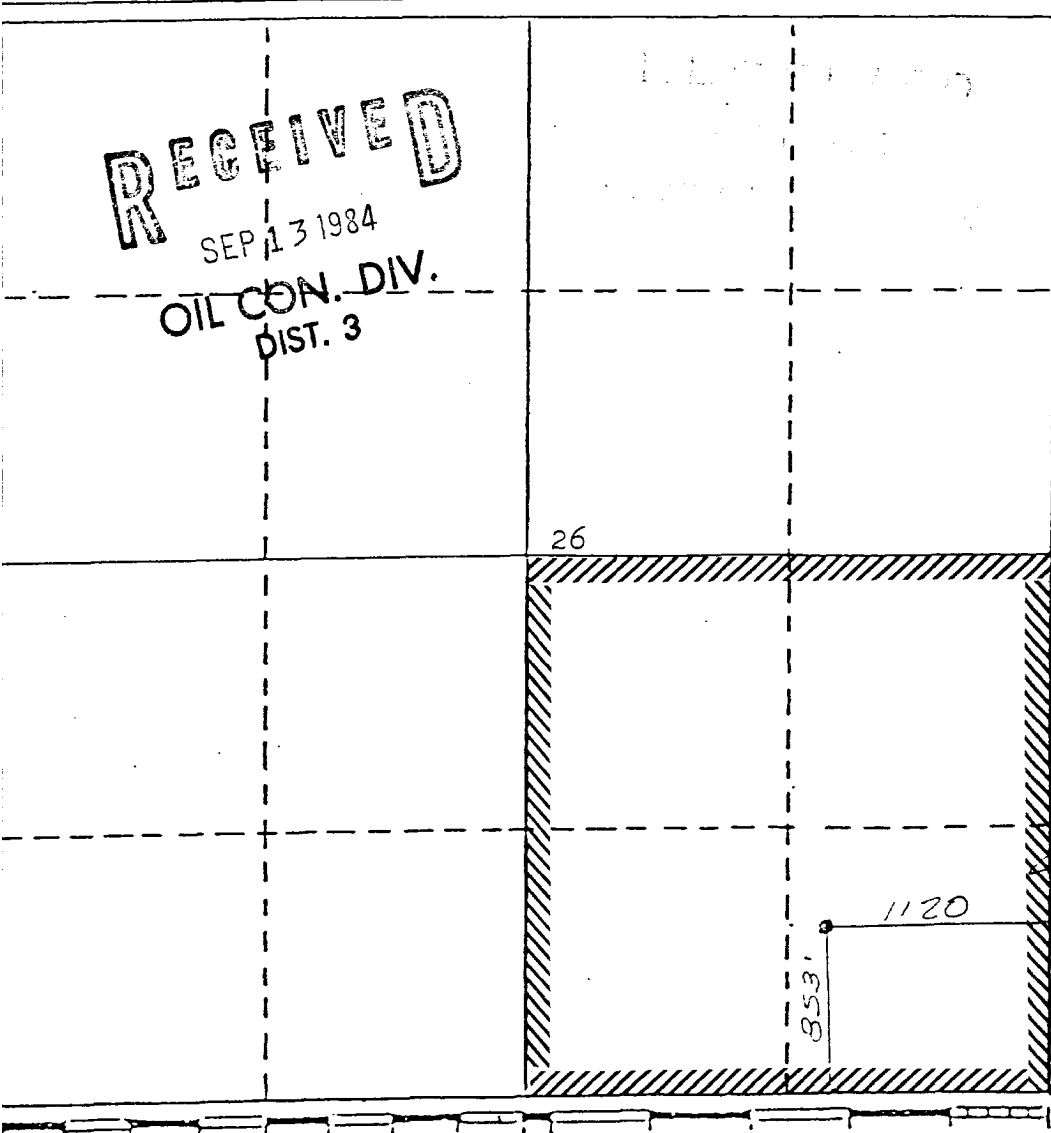 RECEIVED
SEP 13 1984
OIL CON. DIV.
DIST. 3
26
1120
853'